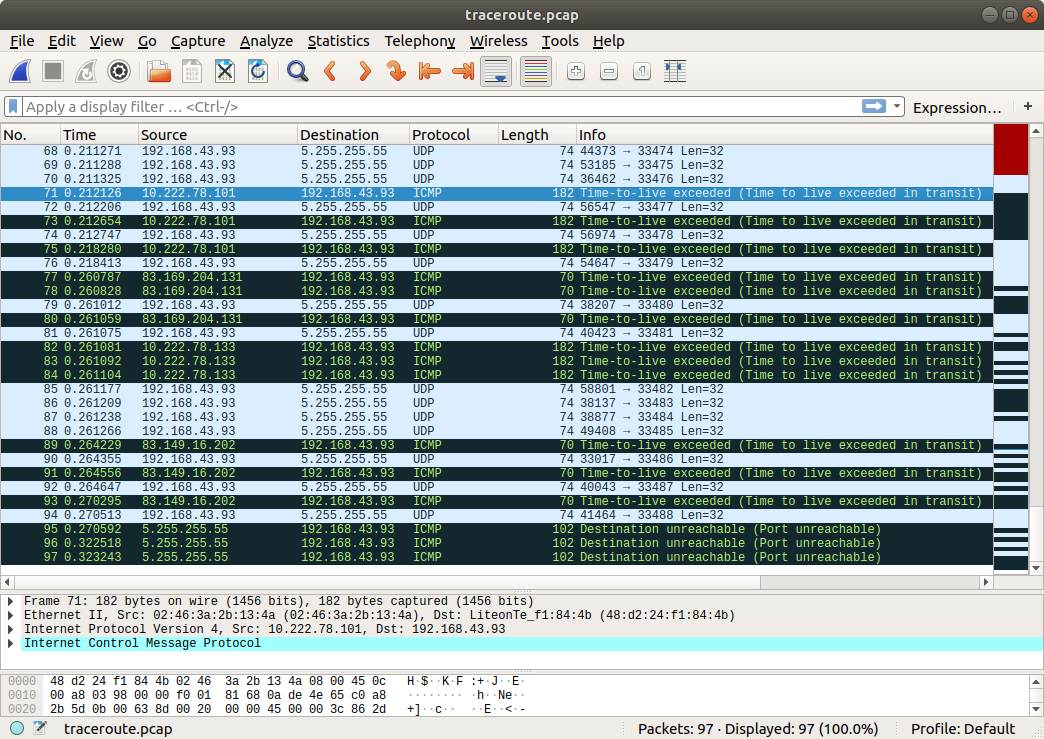 traceroute.pcap
File Edit View Go Capture Analyze Statistics Telephony Wireless Tools Help
Apply a display filter … <Ctrl-/> Expression… +
No. Time Source Destination Protocol Length Info
68 0.211271 192.168.43.93 5.255.255.55 UDP 74 44373 → 33474 Len=32
69 0.211288 192.168.43.93 5.255.255.55 UDP 74 53185 → 33475 Len=32
70 0.211325 192.168.43.93 5.255.255.55 UDP 74 36462 → 33476 Len=32
71 0.212126 10.222.78.101 192.168.43.93 ICMP 182 Time-to-live exceeded (Time to live exceeded in transit)
72 0.212206 192.168.43.93 5.255.255.55 UDP 74 56547 → 33477 Len=32
73 0.212654 10.222.78.101 192.168.43.93 ICMP 182 Time-to-live exceeded (Time to live exceeded in transit)
74 0.212747 192.168.43.93 5.255.255.55 UDP 74 56974 → 33478 Len=32
75 0.218280 10.222.78.101 192.168.43.93 ICMP 182 Time-to-live exceeded (Time to live exceeded in transit)
76 0.218413 192.168.43.93 5.255.255.55 UDP 74 54647 → 33479 Len=32
77 0.260787 83.169.204.131 192.168.43.93 ICMP 70 Time-to-live exceeded (Time to live exceeded in transit)
78 0.260828 83.169.204.131 192.168.43.93 ICMP 70 Time-to-live exceeded (Time to live exceeded in transit)
79 0.261012 192.168.43.93 5.255.255.55 UDP 74 38207 → 33480 Len=32
80 0.261059 83.169.204.131 192.168.43.93 ICMP 70 Time-to-live exceeded (Time to live exceeded in transit)
81 0.261075 192.168.43.93 5.255.255.55 UDP 74 40423 → 33481 Len=32
82 0.261081 10.222.78.133 192.168.43.93 ICMP 182 Time-to-live exceeded (Time to live exceeded in transit)
83 0.261092 10.222.78.133 192.168.43.93 ICMP 182 Time-to-live exceeded (Time to live exceeded in transit)
84 0.261104 10.222.78.133 192.168.43.93 ICMP 182 Time-to-live exceeded (Time to live exceeded in transit)
85 0.261177 192.168.43.93 5.255.255.55 UDP 74 58801 → 33482 Len=32
86 0.261209 192.168.43.93 5.255.255.55 UDP 74 38137 → 33483 Len=32
87 0.261238 192.168.43.93 5.255.255.55 UDP 74 38877 → 33484 Len=32
88 0.261266 192.168.43.93 5.255.255.55 UDP 74 49408 → 33485 Len=32
89 0.264229 83.149.16.202 192.168.43.93 ICMP 70 Time-to-live exceeded (Time to live exceeded in transit)
90 0.264355 192.168.43.93 5.255.255.55 UDP 74 33017 → 33486 Len=32
91 0.264556 83.149.16.202 192.168.43.93 ICMP 70 Time-to-live exceeded (Time to live exceeded in transit)
92 0.264647 192.168.43.93 5.255.255.55 UDP 74 40043 → 33487 Len=32
93 0.270295 83.149.16.202 192.168.43.93 ICMP 70 Time-to-live exceeded (Time to live exceeded in transit)
94 0.270513 192.168.43.93 5.255.255.55 UDP 74 41464 → 33488 Len=32
95 0.270592 5.255.255.55 192.168.43.93 ICMP 102 Destination unreachable (Port unreachable)
96 0.322518 5.255.255.55 192.168.43.93 ICMP 102 Destination unreachable (Port unreachable)
97 0.323243 5.255.255.55 192.168.43.93 ICMP 102 Destination unreachable (Port unreachable)
Frame 71: 182 bytes on wire (1456 bits), 182 bytes captured (1456 bits)
Ethernet II, Src: 02:46:3a:2b:13:4a (02:46:3a:2b:13:4a), Dst: LiteonTe_f1:84:4b (48:d2:24:f1:84:4b)
Internet Protocol Version 4, Src: 10.222.78.101, Dst: 192.168.43.93
Internet Control Message Protocol
0000 48 d2 24 f1 84 4b 02 46 3a 2b 13 4a 08 00 45 0c H·$··K·F :+·J··E·
0010 00 a8 03 98 00 00 f0 01 81 68 0a de 4e 65 c0 a8 ········ ·h··Ne··
0020 2b 5d 0b 00 63 8d 00 20 00 00 45 00 00 3c 86 2d +]··c·· ··E··<·-
traceroute.pcap Packets: 97 · Displayed: 97 (100.0%) Profile: Default